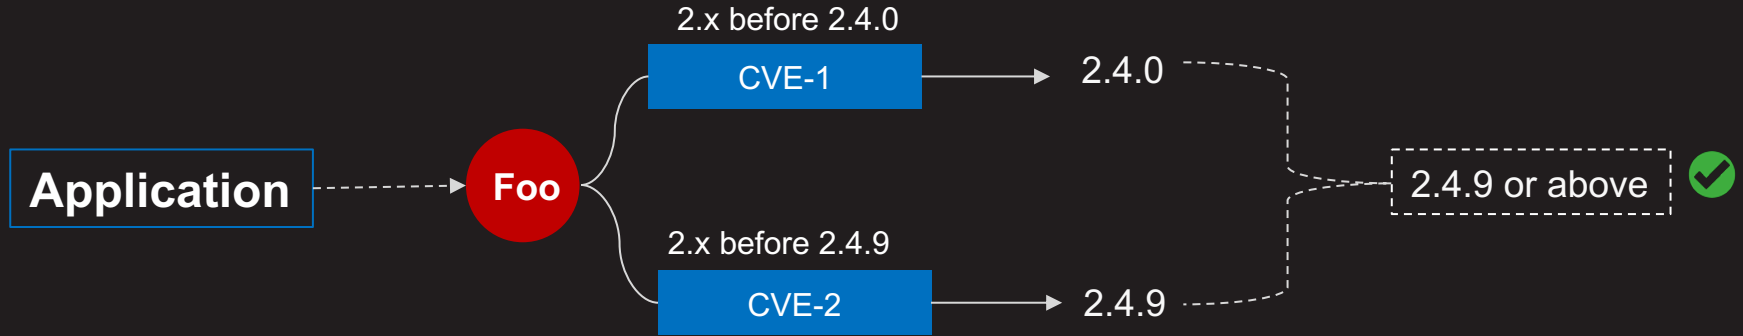 2.x before 2.4.0
CVE-1
2.4.0
Application
Foo
2.4.9 or above
2.x before 2.4.9
CVE-2
2.4.9